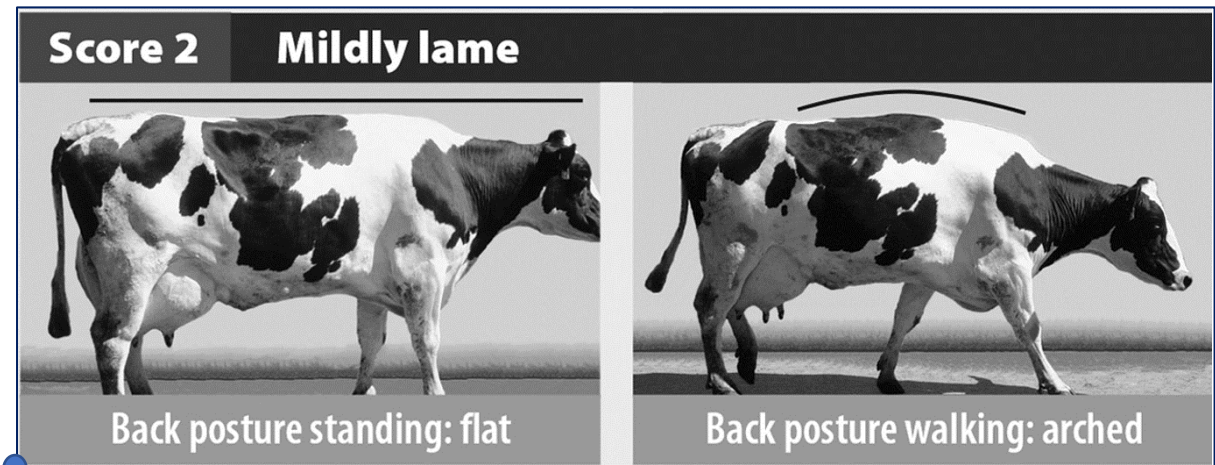 Score 2 Mildly lame
Back posture standing: flat
Back posture walking: arched